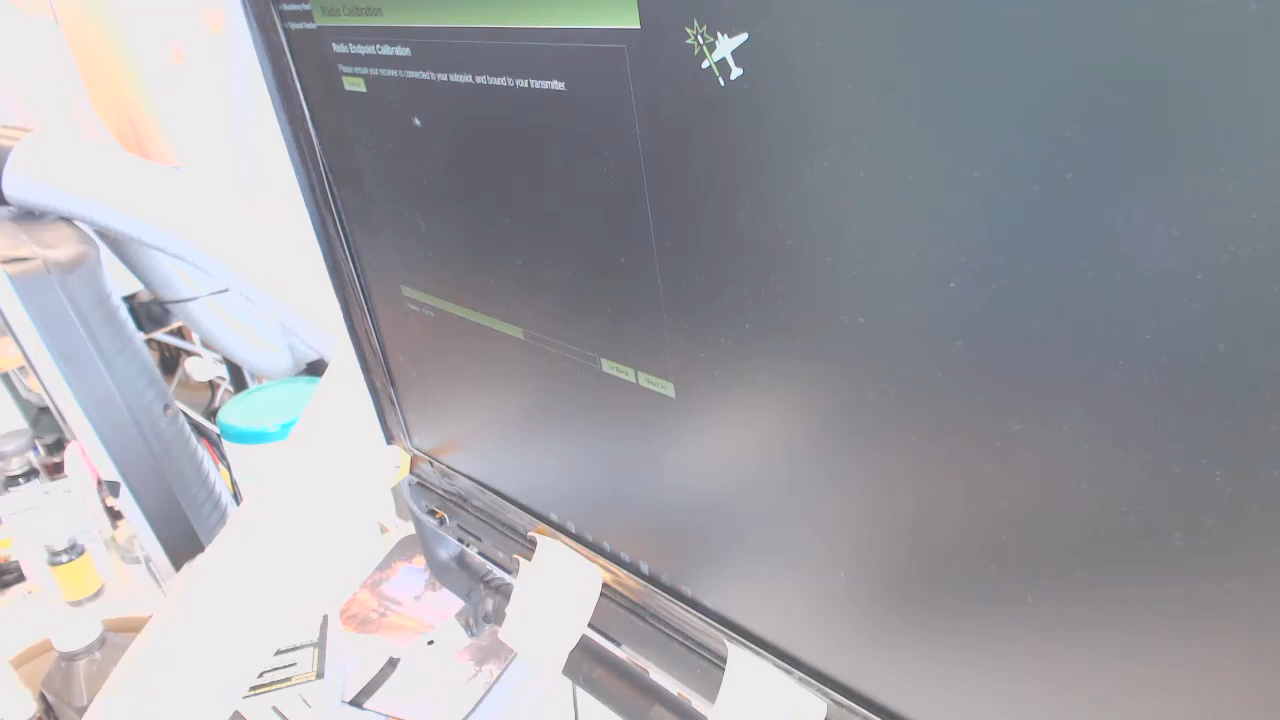 Radio Calibration
Radio Endpoint Calibration
Please ensure your receiver is connected to your autopilot, and bound to your transmitter.
<< Back
Next >>